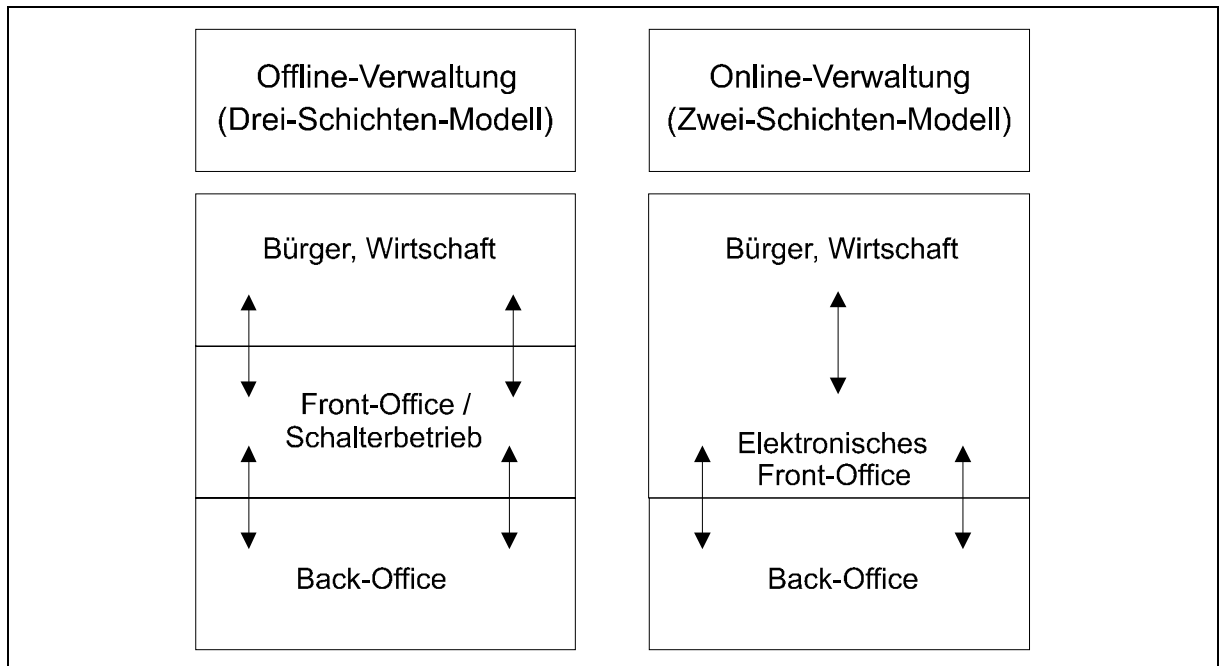 Offline-Verwaltung
(Drei-Schichten-Modell)
Bürger, Wirtschaft
Front-Office /
Schalterbetrieb
Back-Office
Online-Verwaltung
(Zwei-Schichten-Modell)
Bürger, Wirtschaft
Elektronisches
Front-Office
Back-Office